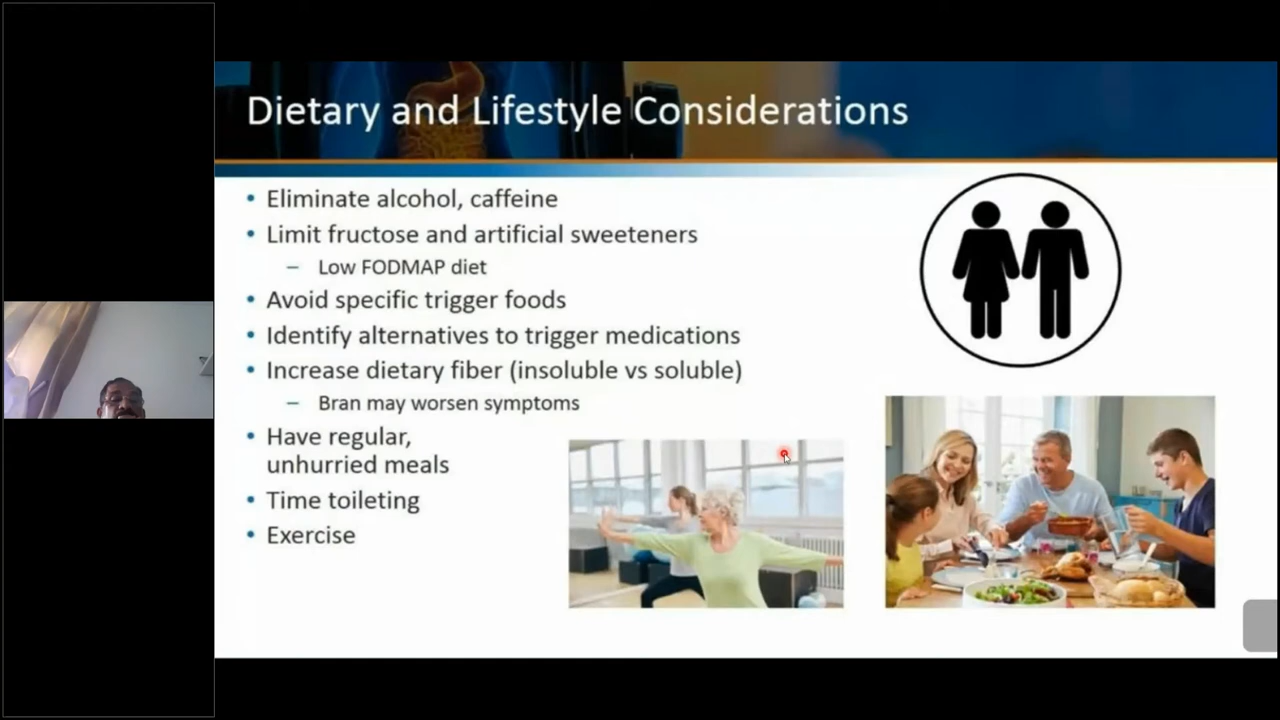 Dietary and Lifestyle Considerations
• Eliminate alcohol, caffeine
• Limit fructose and artificial sweeteners
– Low FODMAP diet
• Avoid specific trigger foods
• Identify alternatives to trigger medications
• Increase dietary fiber (insoluble vs soluble)
– Bran may worsen symptoms
• Have regular,
unhurried meals
• Time toileting
• Exercise